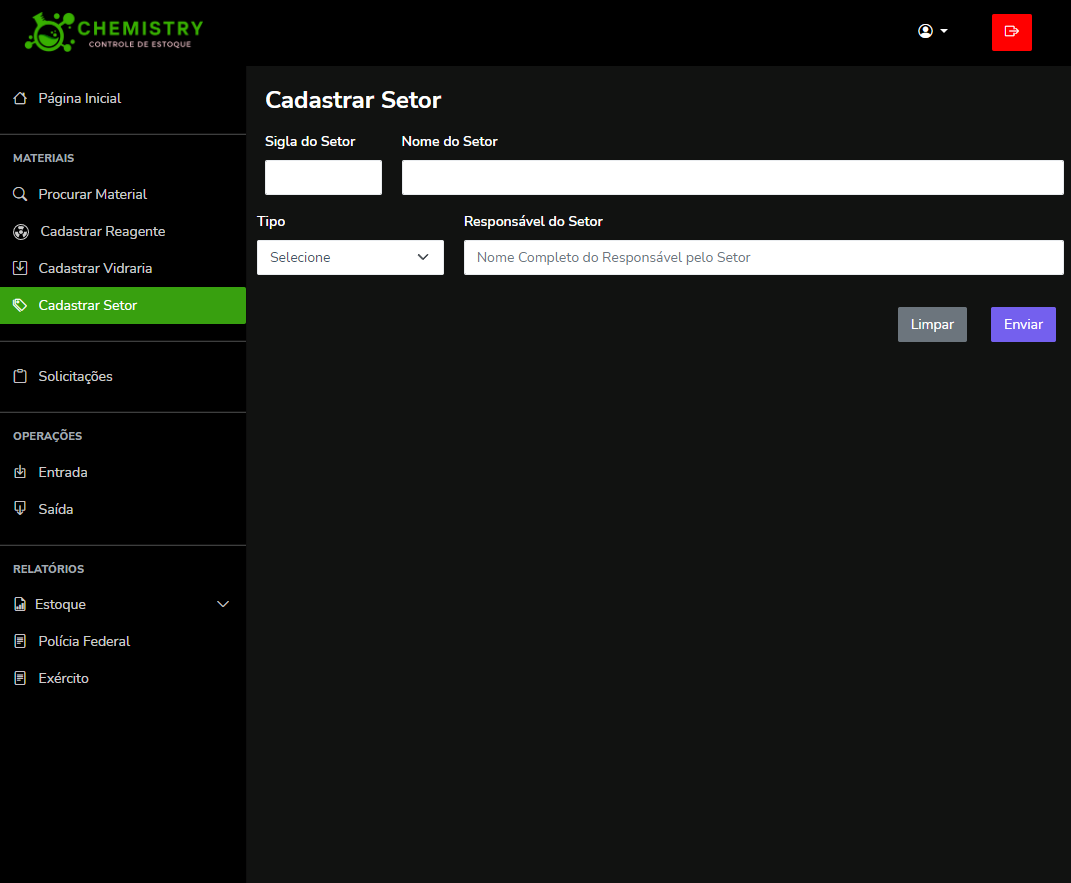 CHEMISTRY
CONTROLE DE ESTOQUE
Página Inicial
MATERIAIS
Procurar Material
Cadastrar Reagente
Cadastrar Vidraria
Cadastrar Setor
Solicitações
OPERAÇÕES
Entrada
Saída
RELATÓRIOS
Estoque
Polícia Federal
Exército
Cadastrar Setor
Sigla do Setor
Nome do Setor
Tipo
Responsável do Setor
Selecione
Nome Completo do Responsável pelo Setor
Limpar
Enviar